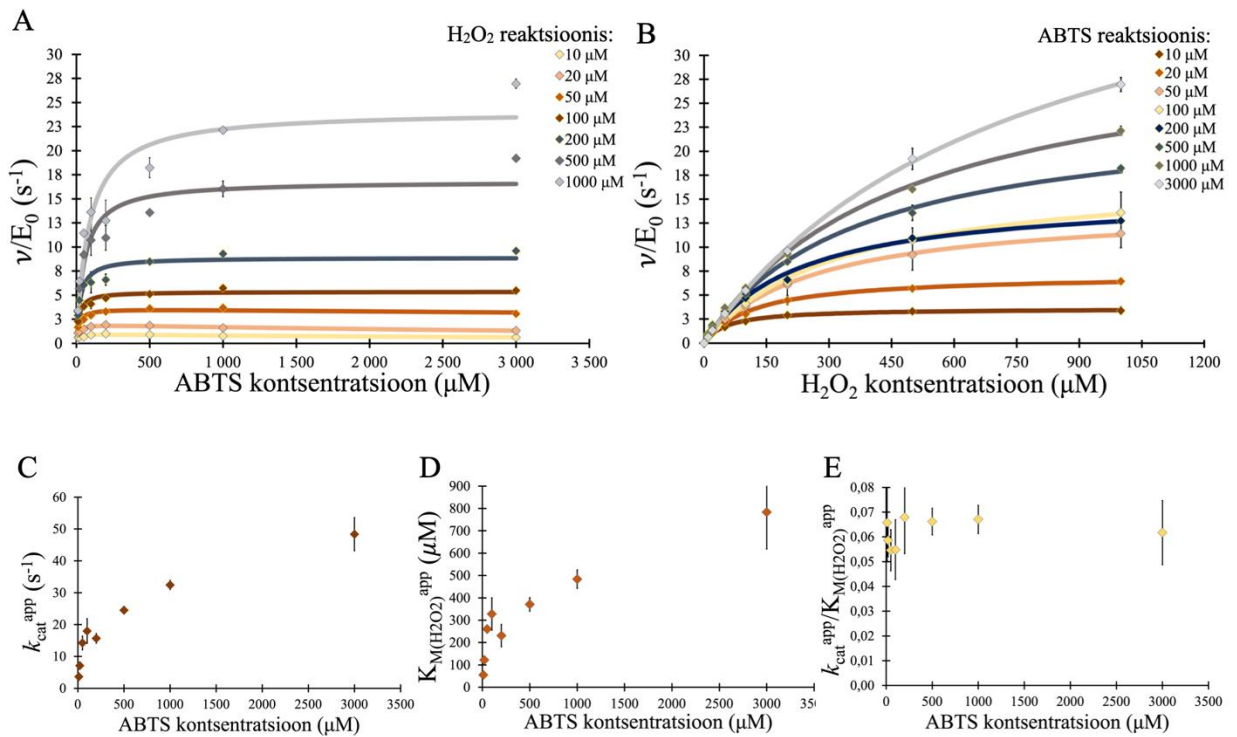 A
H₂O₂ reaktsioonis:
10 μM
20 μM
50 μM
100 μM
200 μM
500 μM
1000 μM
30
28
25
23
20
18
15
13
10
8
5
3
0
ν/E₀ (s⁻¹)
0 500 1 000 1 500 2 000 2 500 3 000 3 500
ABTS kontsentratsioon (μM)
B
ABTS reaktsioonis:
10 μM
20 μM
50 μM
100 μM
200 μM
500 μM
1000 μM
3000 μM
30
28
25
23
20
18
15
13
10
8
5
3
0
ν/E₀ (s⁻¹)
0 150 300 450 600 750 900 1050 1200
H₂O₂ kontsentratsioon (μM)
C
60
50
40
30
20
10
0
k_cat^app (s⁻¹)
0 500 1000 1500 2000 2500 3000 3500
ABTS kontsentratsioon (μM)
D
900
800
700
600
500
400
300
200
100
0
K_M(H2O2)^app (μM)
0 500 1000 1500 2000 2500 3000 3500
ABTS kontsentratsioon (μM)
E
0,08
0,07
0,06
0,05
0,04
0,03
0,02
0,01
0,00
k_cat^app/K_M(H2O2)^app
0 500 1000 1500 2000 2500 3000 3500
ABTS kontsentratsioon (μM)